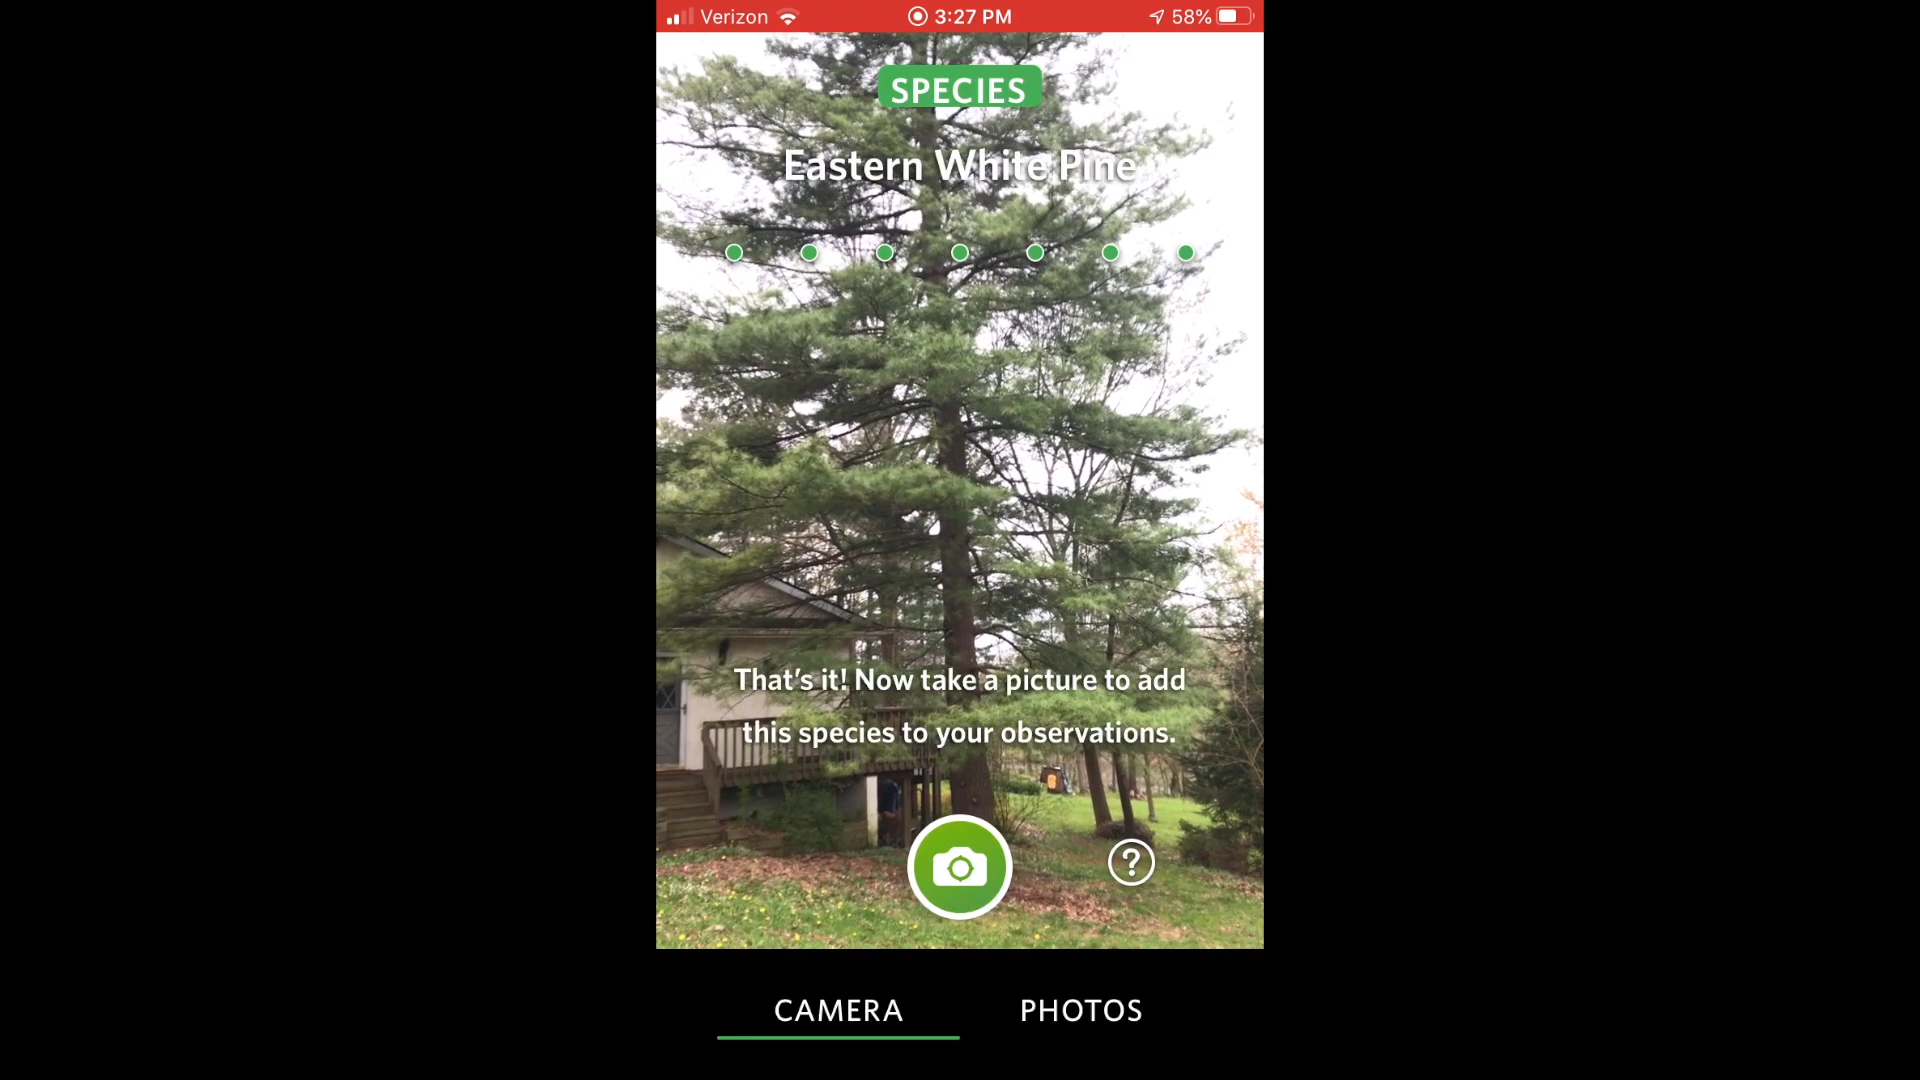 Verizon 3:27 PM 58%
SPECIES
Eastern White Pine
That's it! Now take a picture to add
this species to your observations.
?
CAMERA PHOTOS